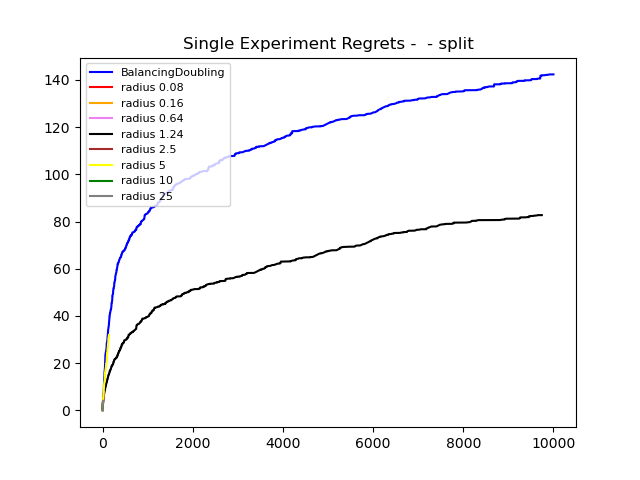 Single Experiment Regrets -  - split
BalancingDoubling
radius 0.08
radius 0.16
radius 0.64
radius 1.24
radius 2.5
radius 5
radius 10
radius 25
140
120
100
80
60
40
20
0
0 2000 4000 6000 8000 10000